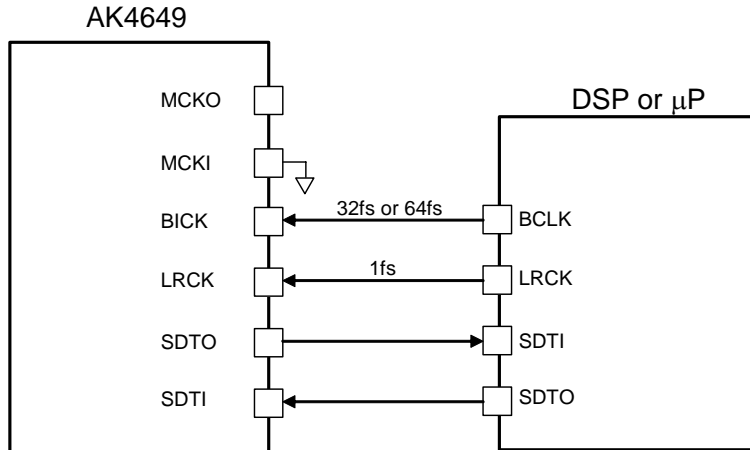 AK4649
DSP or μP
MCKO
MCKI
BICK
32fs or 64fs
BCLK
LRCK
1fs
LRCK
SDTO
SDTI
SDTI
SDTO